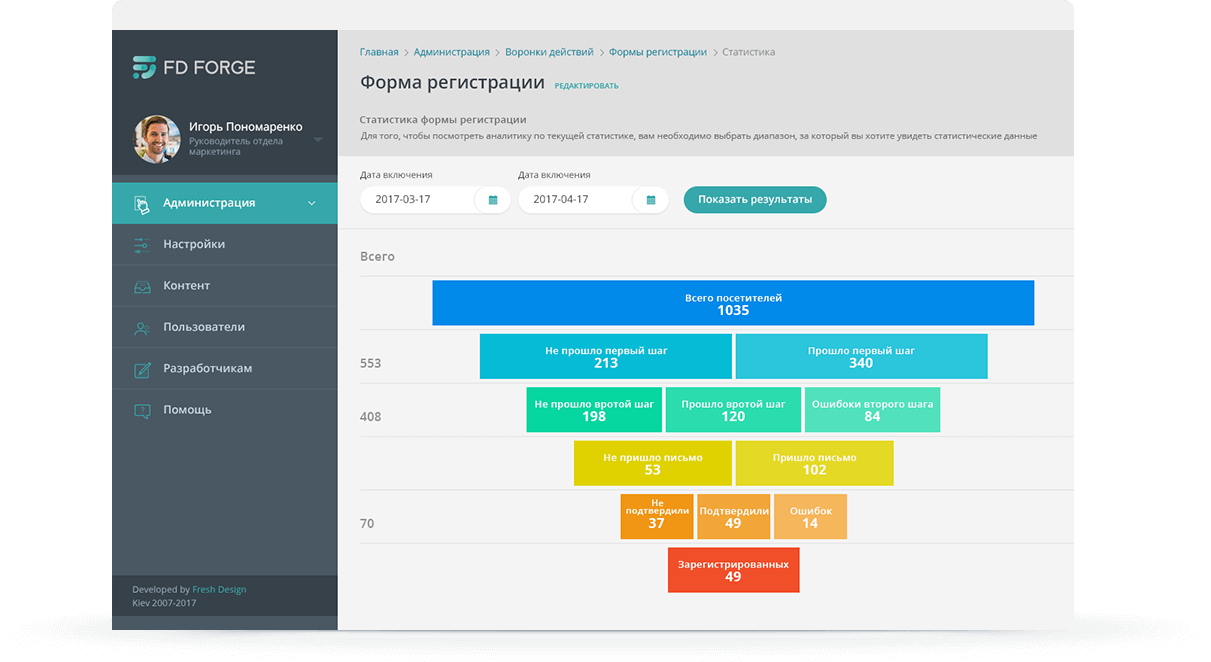 FD FORGE
Игорь Пономаренко
Руководитель отдела
маркетинга
Администрация
Настройки
Контент
Пользователи
Разработчикам
Помощь
Developed by Fresh Design
Kiev 2007-2017
Главная > Администрация > Воронки действий > Формы регистрации > Статистика
Форма регистрации РЕДАКТИРОВАТЬ
Статистика формы регистрации
Для того, чтобы посмотреть аналитику по текущей статистике, вам необходимо выбрать диапазон, за который вы хотите увидеть статистические данные
Дата включения Дата включения
2017-03-17 2017-04-17 Показать результаты
Всего
Всего посетителей
1035
553
Не прошло первый шаг
213
Прошло первый шаг
340
408
Не прошло вротой шаг
198
Прошло вротой шаг
120
Ошибоки второго шага
84
Не пришло письмо
53
Пришло письмо
102
70
Не
подтвердили
37
Подтвердили
49
Ошибок
14
Зарегистрированных
49